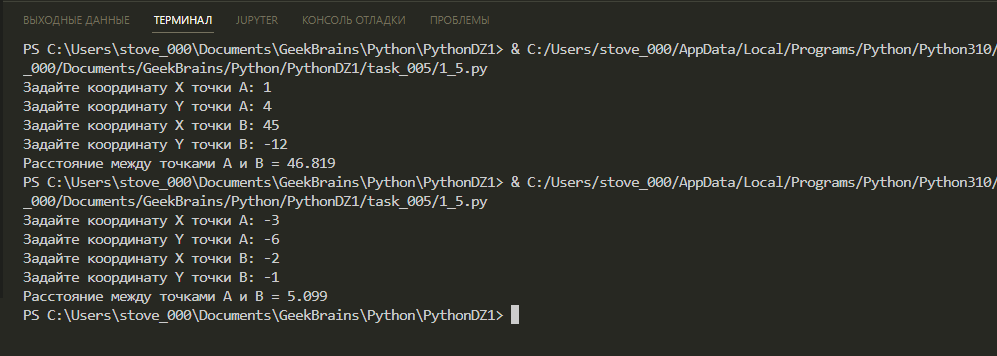 ВЫХОДНЫЕ ДАННЫЕ ТЕРМИНАЛ JUPYTER КОНСОЛЬ ОТЛАДКИ ПРОБЛЕМЫ
PS C:\Users\stove_000\Documents\GeekBrains\Python\PythonDZ1> & C:/Users/stove_000/AppData/Local/Programs/Python/Python310/
_000/Documents/GeekBrains/Python/PythonDZ1/task_005/1_5.py
Задайте координату X точки A: 1
Задайте координату Y точки A: 4
Задайте координату X точки B: 45
Задайте координату Y точки B: -12
Расстояние между точками A и B = 46.819
PS C:\Users\stove_000\Documents\GeekBrains\Python\PythonDZ1> & C:/Users/stove_000/AppData/Local/Programs/Python/Python310/
_000/Documents/GeekBrains/Python/PythonDZ1/task_005/1_5.py
Задайте координату X точки A: -3
Задайте координату Y точки A: -6
Задайте координату X точки B: -2
Задайте координату Y точки B: -1
Расстояние между точками A и B = 5.099
PS C:\Users\stove_000\Documents\GeekBrains\Python\PythonDZ1>